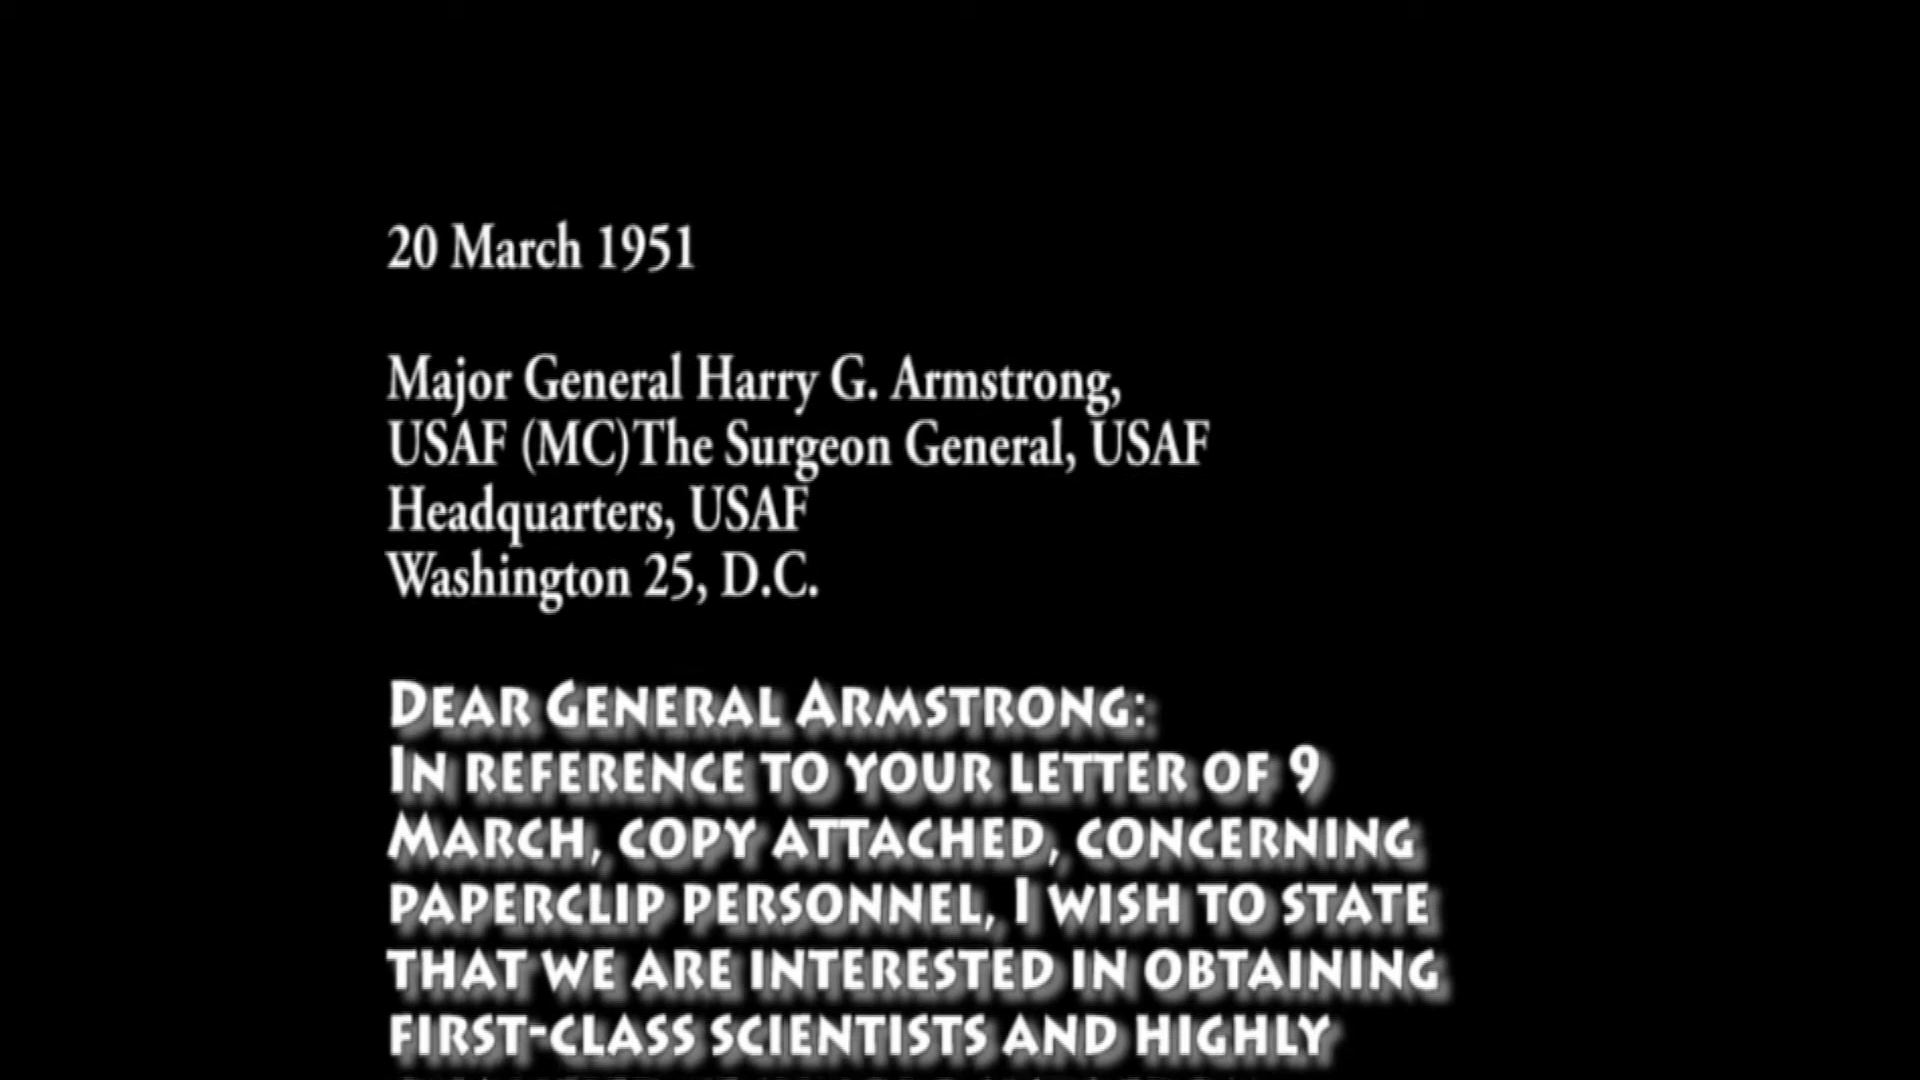 20 March 1951
Major General Harry G. Armstrong,
USAF (MC)The Surgeon General, USAF
Headquarters, USAF
Washington 25, D.C.
Dear General Armstrong:
In reference to your letter of 9
March, copy attached, concerning
paperclip personnel, I wish to state
that we are interested in obtaining
first-class scientists and highly